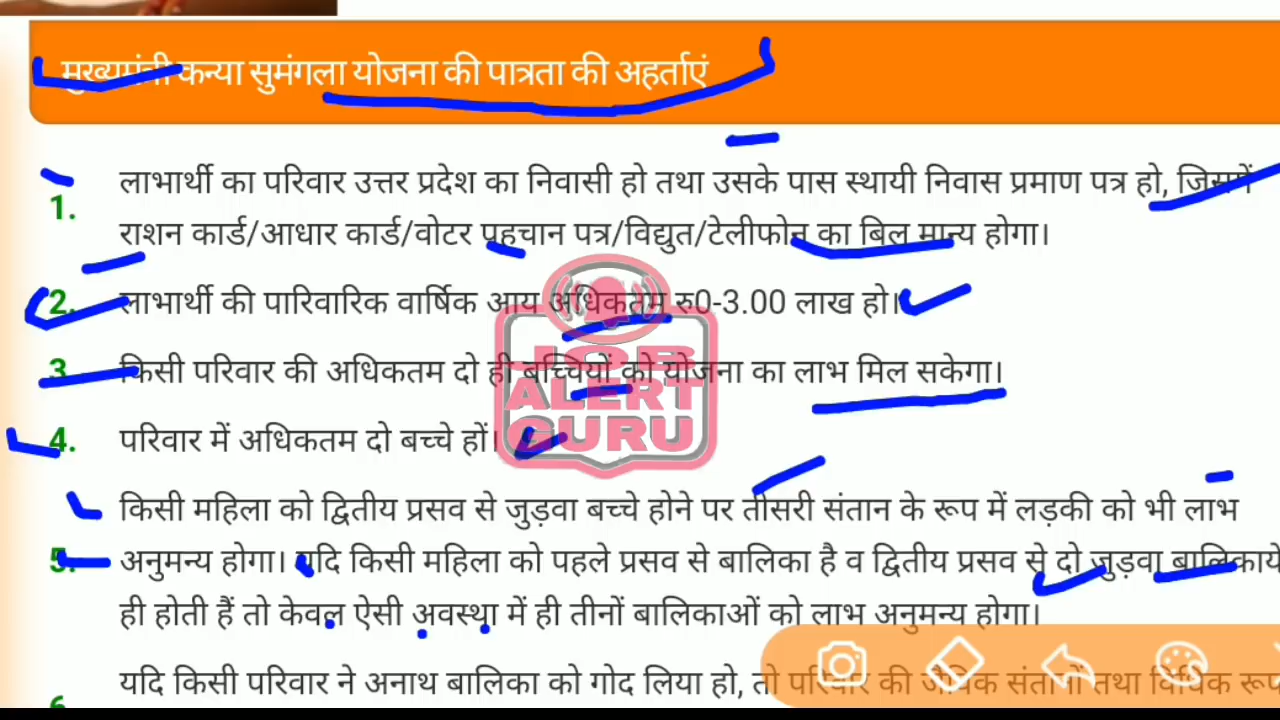 मुख्यमंत्री कन्या सुमंगला योजना की पात्रता की अहर्ताएं
1. लाभार्थी का परिवार उत्तर प्रदेश का निवासी हो तथा उसके पास स्थायी निवास प्रमाण पत्र हो, जिसमें
राशन कार्ड/आधार कार्ड/वोटर पहचान पत्र/विद्युत/टेलीफोन का बिल मान्य होगा।
2. लाभार्थी की पारिवारिक वार्षिक आय अधिकतम रु0-3.00 लाख हो।
3. किसी परिवार की अधिकतम दो ही बच्चियों को योजना का लाभ मिल सकेगा।
4. परिवार में अधिकतम दो बच्चे हों।
किसी महिला को द्वितीय प्रसव से जुड़वा बच्चे होने पर तीसरी संतान के रूप में लड़की को भी लाभ
5. अनुमन्य होगा। यदि किसी महिला को पहले प्रसव से बालिका है व द्वितीय प्रसव से दो जुड़वा बालिकाये
ही होती हैं तो केवल ऐसी अवस्था में ही तीनों बालिकाओं को लाभ अनुमन्य होगा।
यदि किसी परिवार ने अनाथ बालिका को गोद लिया हो, तो परिवार की जैविक संतानों तथा विधिक रूप
6.
JOB
ALERT
GURU